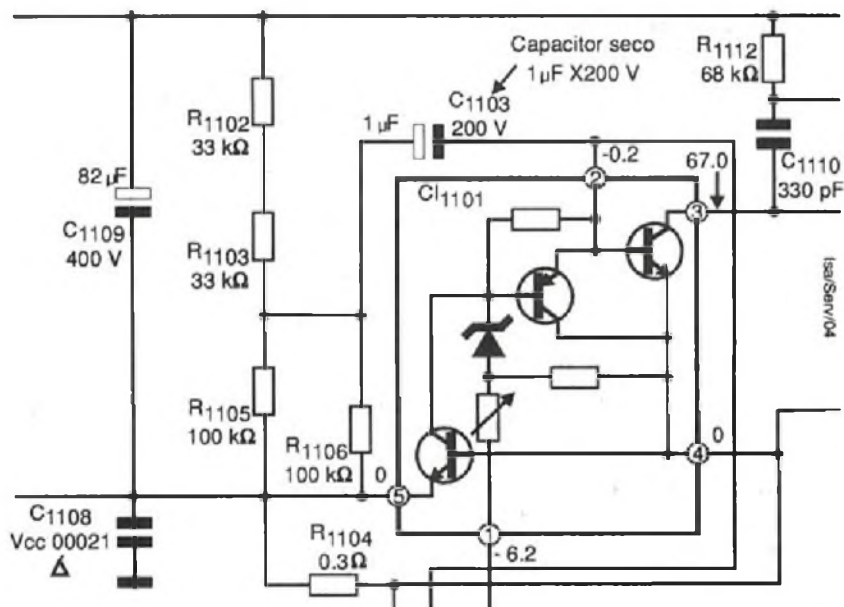 Capacitor seco
1µF X200 V
R1112
68 kΩ
C1103
200 V
1 µF
R1102
33 kΩ
-0.2
67.0
C1110
330 pF
82µF
C1109
400 V
CI1101
2
3
R1103
33 kΩ
Isa/Serv/04
R1105
100 kΩ
R1106
100 kΩ
0
0
4
5
C1108
Vcc 00021
R1104
0.3Ω
1
- 6.2